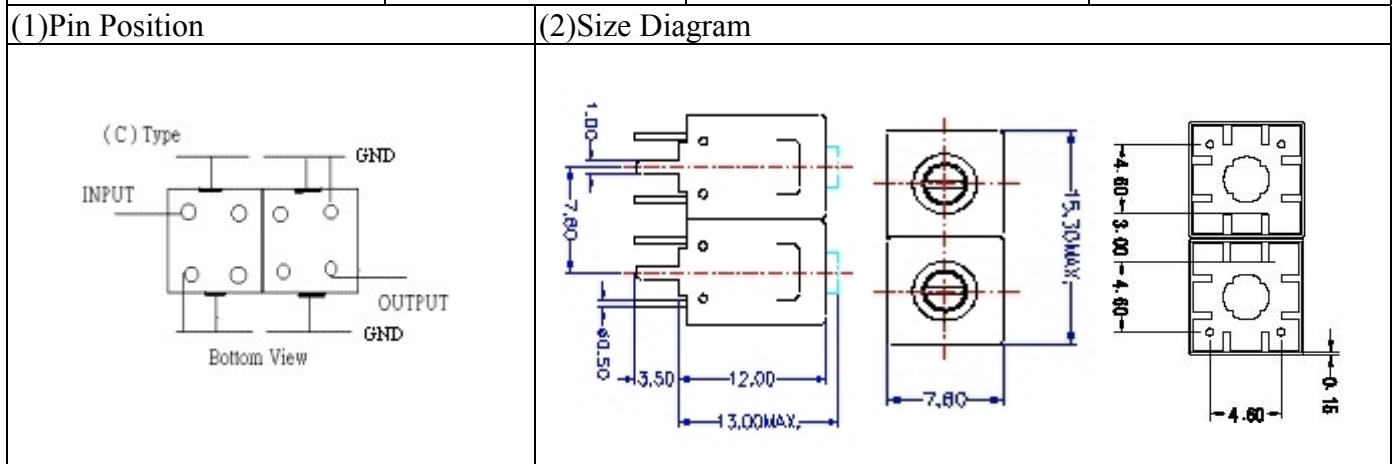 (1)Pin Position
(2)Size Diagram
(C) Type
GND
INPUT
OUTPUT
GND
Bottom View
1.00
7.60
ø0.50
3.50
12.00
13.00MAX,
15.30MAX,
7.60
4.60
3.00
4.60
0.15
4.60